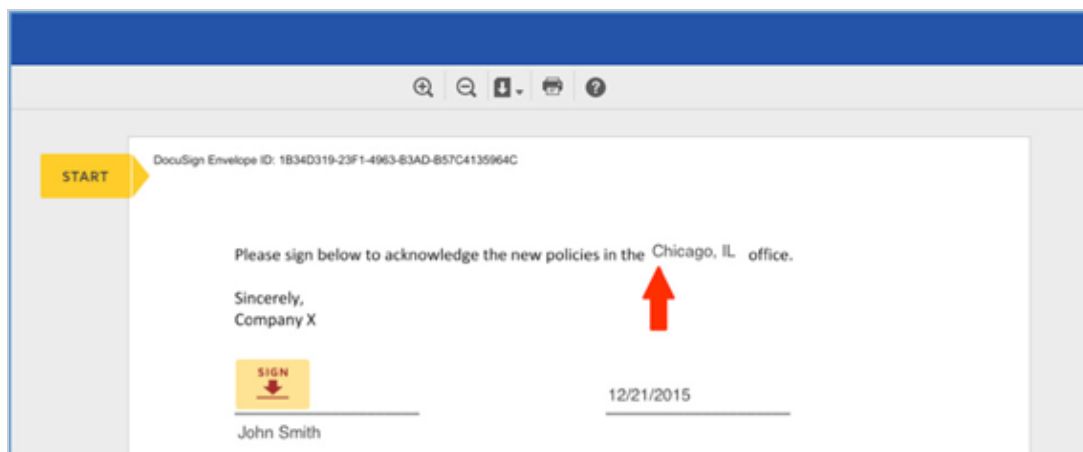 START
DocuSign Envelope ID: 1B34D319-23F1-4963-B3AD-B57C4135964C
Please sign below to acknowledge the new policies in the Chicago, IL office.
Sincerely,
Company X
SIGN
12/21/2015
John Smith